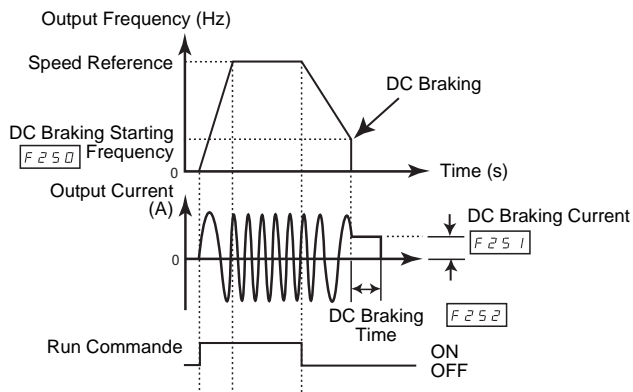 Output Frequency (Hz)
Speed Reference
DC Braking
DC Braking Starting
F250 Frequency
0
Time (s)
Output Current
(A)
DC Braking Current
F251
0
DC Braking
Time
F252
Run Commande
ON
OFF